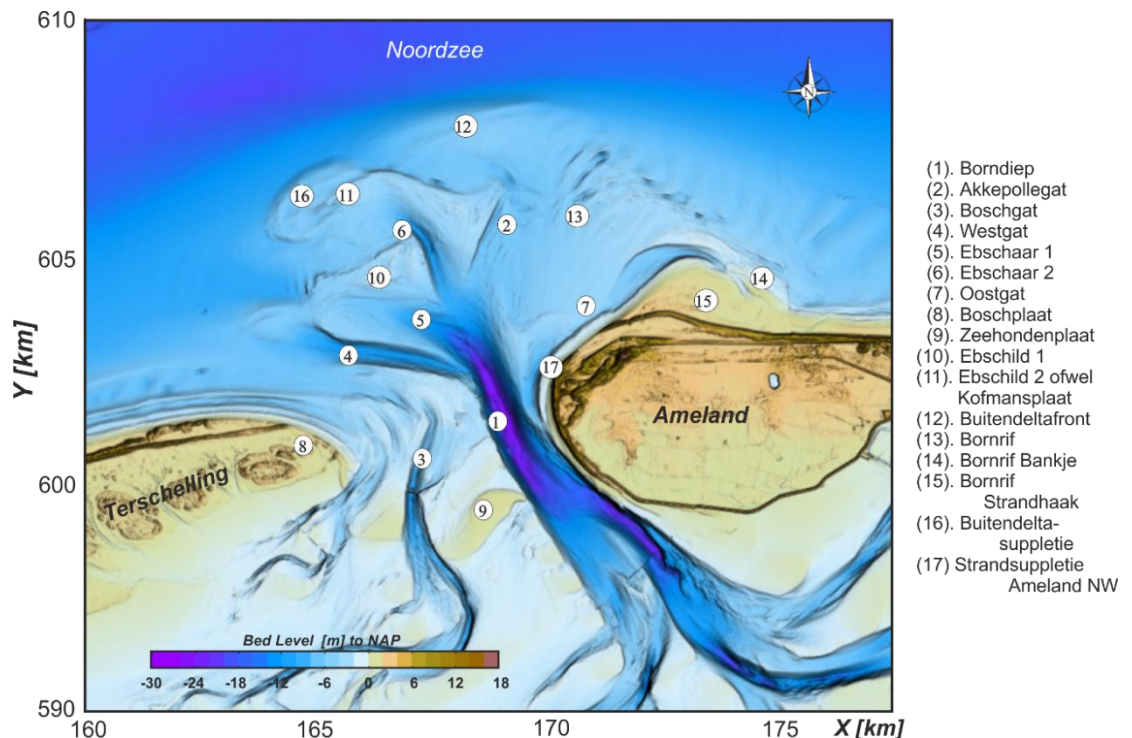 610
Noordzee
N
12
16
11
13
2
6
605
10
14
15
7
5
4
17
Y [km]
Ameland
1
8
3
600
Terschelling
9
Bed Level [m] to NAP
-30 -24 -18 -12 -6 0 6 12 18
590
160 165 170 175 X [km]
(1). Borndiep
(2). Akkepollegat
(3). Boschgat
(4). Westgat
(5). Ebschaar 1
(6). Ebschaar 2
(7). Oostgat
(8). Boschplaat
(9). Zeehondenplaat
(10). Ebschild 1
(11). Ebschild 2 ofwel
Kofmansplaat
(12). Buitendeltafront
(13). Bornrif
(14). Bornrif Bankje
(15). Bornrif
Strandhaak
(16). Buitendelta-
suppletie
(17) Strandsuppletie
Ameland NW